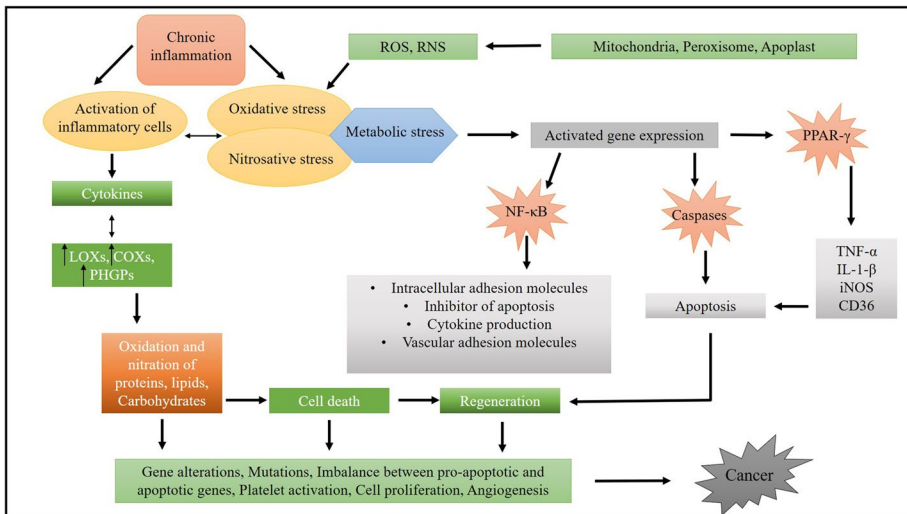 Chronic
inflammation
ROS, RNS
Mitochondria, Peroxisome, Apoplast
Activation of
inflammatory cells
Oxidative stress
Nitrosative stress
Metabolic stress
Activated gene expression
PPAR-γ
Cytokines
NF-κB
Caspases
LOXs, COXs,
PHGPs
TNF-α
IL-1-β
iNOS
CD36
• Intracellular adhesion molecules
• Inhibitor of apoptosis
• Cytokine production
• Vascular adhesion molecules
Apoptosis
Oxidation and
nitration of
proteins, lipids,
Carbohydrates
Cell death
Regeneration
Gene alterations, Mutations, Imbalance between pro-apoptotic and
apoptotic genes, Platelet activation, Cell proliferation, Angiogenesis
Cancer